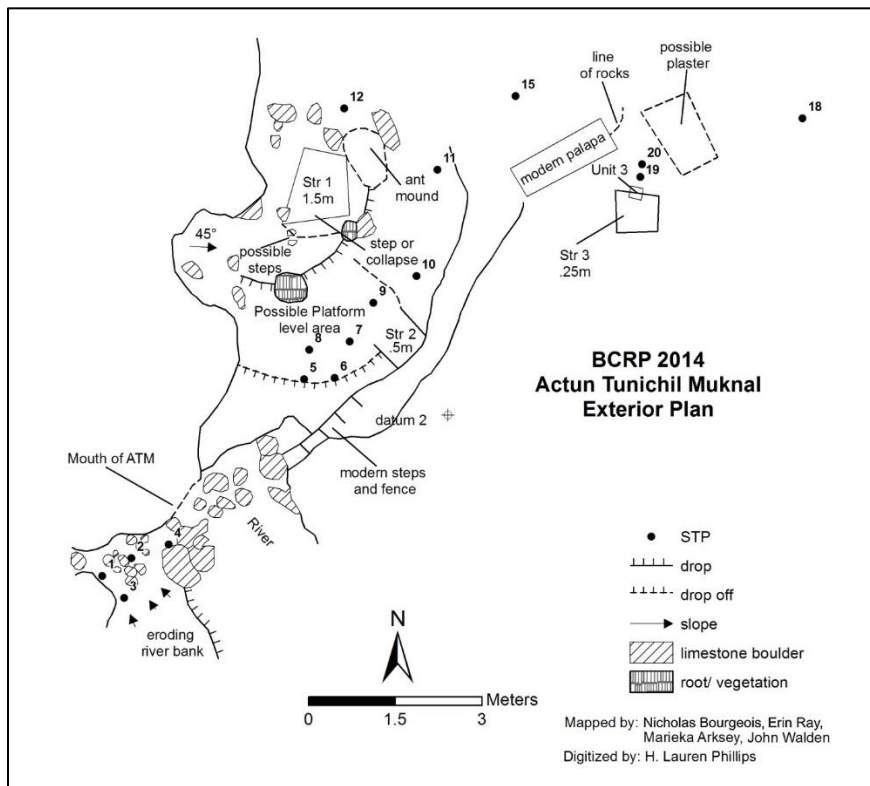 15
line
of rocks
possible
plaster
18
12
11
modern palapa
20
19
Unit 3
Str 1
1.5m
ant
mound
45°
possible
steps
step or
collapse
Str 3
.25m
10
9
Possible Platform
level area
8
7
Str 2
.5m
5
6
BCRP 2014
Actun Tunichil Muknal
Exterior Plan
datum 2
Mouth of ATM
modern steps
and fence
River
4
2
1
3
eroding
river bank
STP
drop
drop off
slope
limestone boulder
root/ vegetation
N
Meters
0
1.5
3
Mapped by: Nicholas Bourgeois, Erin Ray,
Marieka Arksey, John Walden
Digitized by: H. Lauren Phillips